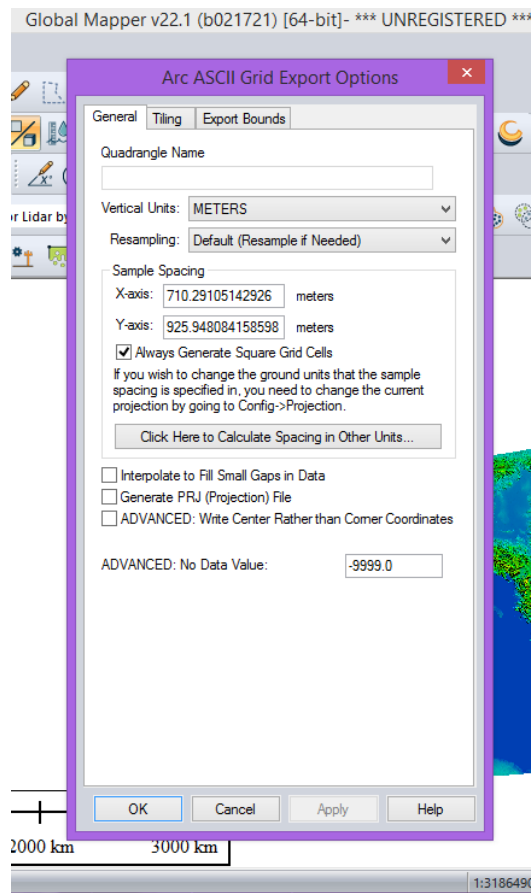 Global Mapper v22.1 (b021721) [64-bit]- *** UNREGISTERED ***
Arc ASCII Grid Export Options
General Tiling Export Bounds
Quadrangle Name
or Lidar by
Vertical Units: METERS
Resampling: Default (Resample if Needed)
Sample Spacing
X-axis: 710.29105142926 meters
Y-axis: 925.948084158598 meters
Always Generate Square Grid Cells
If you wish to change the ground units that the sample
spacing is specified in, you need to change the current
projection by going to Config->Projection.
Click Here to Calculate Spacing in Other Units...
Interpolate to Fill Small Gaps in Data
Generate PRJ (Projection) File
ADVANCED: Write Center Rather than Corner Coordinates
ADVANCED: No Data Value: -9999.0
OK Cancel Apply Help
2000 km 3000 km
1:3186490